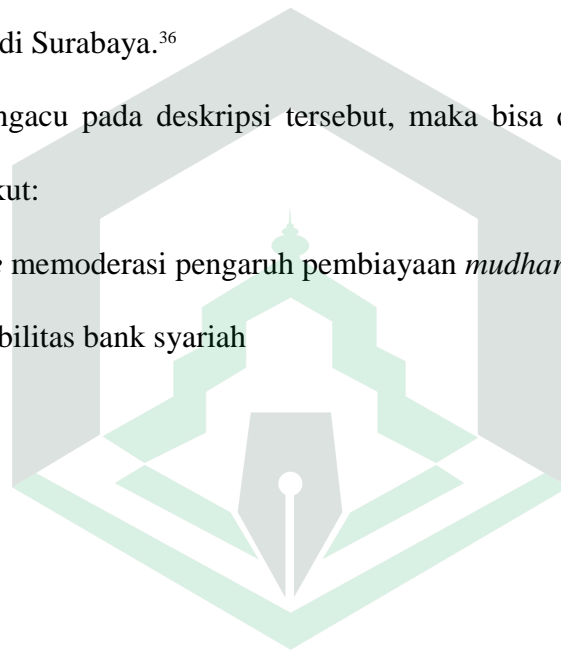 di Surabaya.³⁶
ngacu pada deskripsi tersebut, maka bisa
kut:
memoderasi pengaruh pembiayaan mudhar
bilitas bank syariah